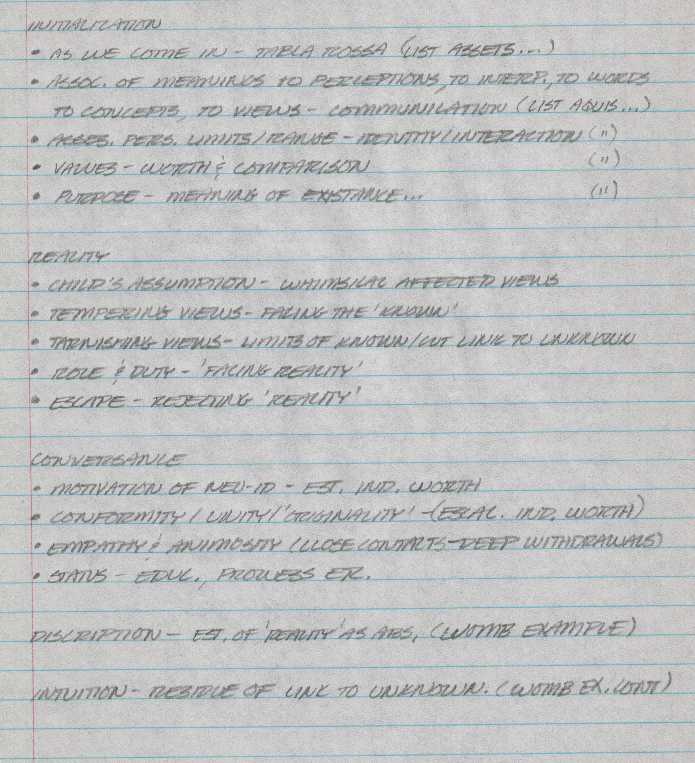 INITIALIZATION
• AS WE COME IN - TABLA ROSSA (LIST ASSETS...)
• ASSOC. OF MEANINGS TO PERCEPTIONS, TO INTERP, TO WORDS
TO CONCEPTS, TO VIEWS - COMMUNICATION (LIST AQUIS...)
• ASSES. PERS. LIMITS/RANGE - IDENTITY/INTERACTION (")
• VALUES - WORTH & COMPARISON (")
• PURPOSE - MEANING OF EXISTANCE... (")
REALITY
• CHILD'S ASSUMPTION - WHIMSICAL AFFECTED VIEWS
• TEMPERING VIEWS - FACING THE 'KNOWN'
• TARNISHING VIEWS - LIMITS OF KNOWN/CUT LINK TO UNKNOWN
• ROLE & DUTY - 'FACING REALITY'
• ESCAPE - REJECTING 'REALITY'
CONVERSANCE
• MOTIVATION OF NEU-ID - EST. IND. WORTH
• CONFORMITY/UNITY/'ORIGINALITY' - (ESCAL. IND. WORTH)
• EMPATHY & ANIMOSITY (CLOSE CONTACTS - DEEP WITHDRAWALS)
• STATUS - EDUC., PROWESS ETC.
DISCRIPTION - EST. OF 'REALITY' AS ABS. (WOMB EXAMPLE)
INTUITION - RESIDUE OF LINK TO UNKNOWN. (WOMB EX. CONT)